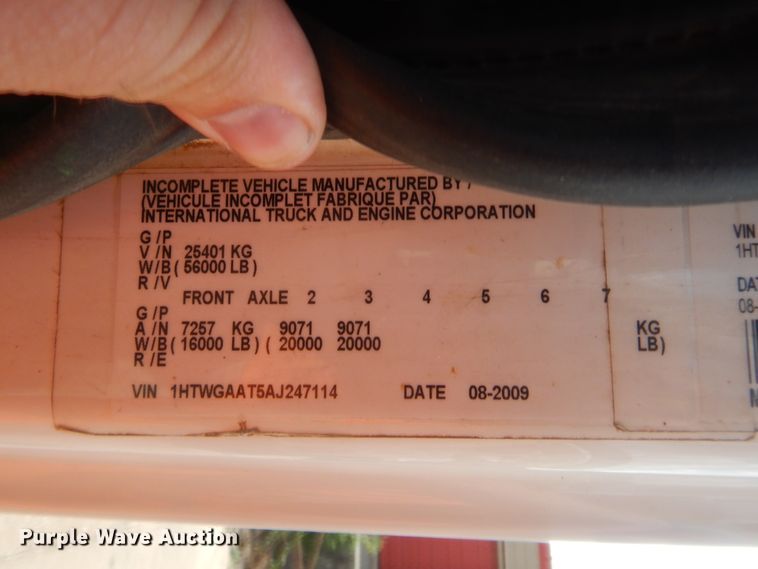 INCOMPLETE VEHICLE MANUFACTURED BY /
(VEHICULE INCOMPLET FABRIQUE PAR)
INTERNATIONAL TRUCK AND ENGINE CORPORATION
G /P
V / N 25401 KG
W/B ( 56000 LB )
R / V
FRONT AXLE 2 3 4 5 6 7
G / P
A / N 7257 KG 9071 9071 KG
W/B ( 16000 LB ) ( 20000 20000 LB)
R / E
VIN 1HTWGAAT5AJ247114 DATE 08-2009
VIN
1HT
DAT
08-
Purple Wave Auction